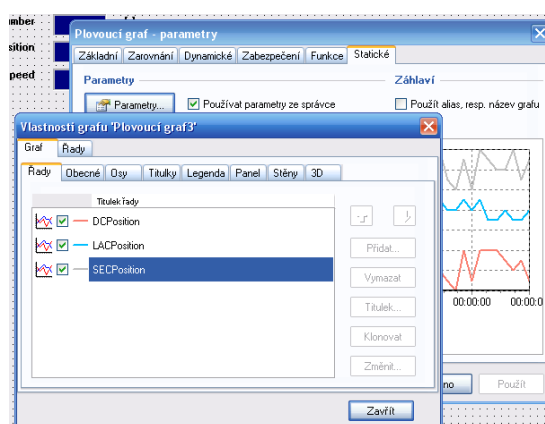 mber
Plovoucí graf - parametry
sition
Základní Zarovnání Dynamické Zabezpečení Funkce Statické
peed
Parametry Záhlaví
Parametry... Používat parametry ze správce Použít alias, resp. název grafu
Vlastnosti grafu 'Plovoucí graf3'
Graf Řady
Řady Obecné Osy Titulky Legenda Panel Stěny 3D
Titulek řady
DCPosition
LACPosition
Přidat...
SECPosition
Vymazat
00:00:00 00:00:0
Titulek...
Klonovat
Změnit...
no Použít
Zavřít